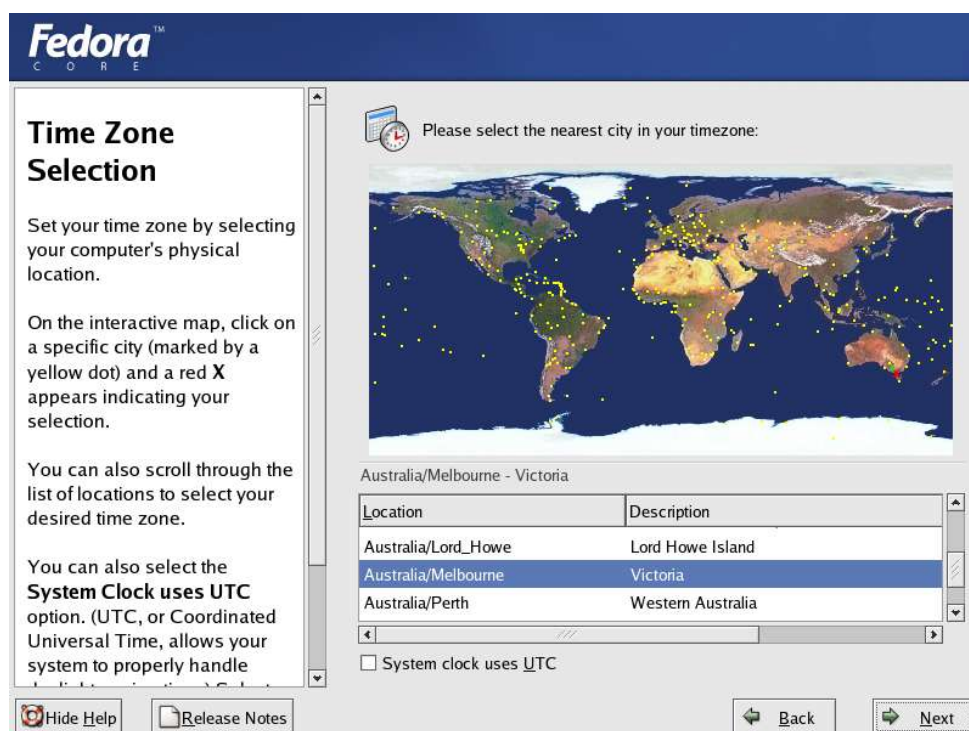 Fedora™
CORE
Time Zone
Selection
Set your time zone by selecting
your computer's physical
location.
On the interactive map, click on
a specific city (marked by a
yellow dot) and a red X
appears indicating your
selection.
You can also scroll through the
list of locations to select your
desired time zone.
You can also select the
System Clock uses UTC
option. (UTC, or Coordinated
Universal Time, allows your
system to properly handle
Please select the nearest city in your timezone:
Australia/Melbourne - Victoria
Location Description
Australia/Lord_Howe Lord Howe Island
Australia/Melbourne Victoria
Australia/Perth Western Australia
System clock uses UTC
Hide Help
Release Notes
Back
Next